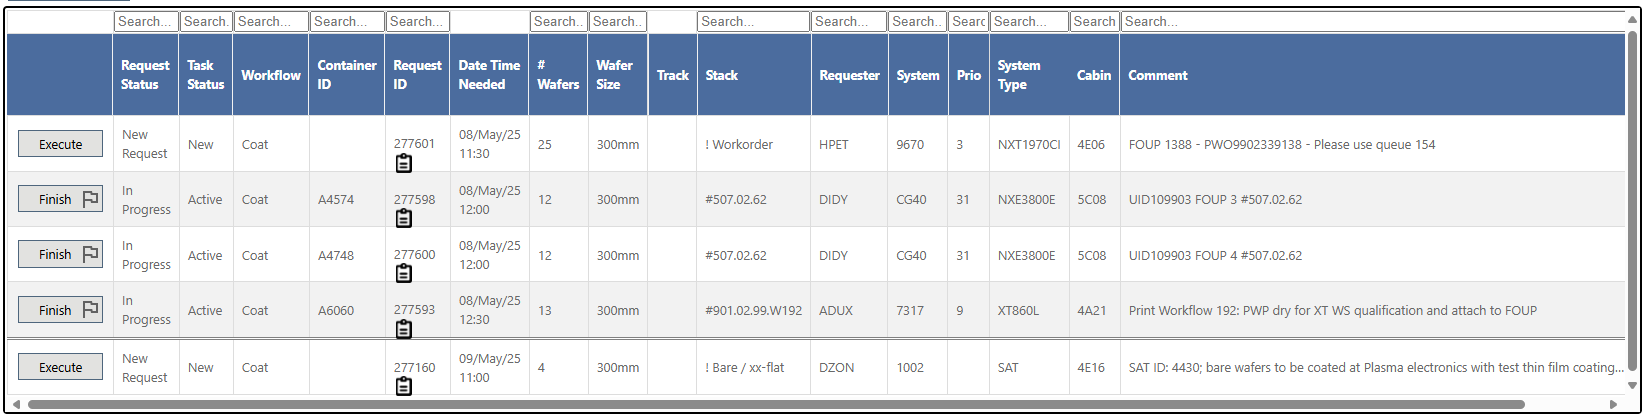 Search... Search... Search... Search... Search... Search... Search... Search... Search... Search... Searc Search... Search Search...
Request Status Task Status Workflow Container ID Request ID Date Time Needed # Wafers Wafer Size Track Stack Requester System Prio System Type Cabin Comment
Execute New Request New Coat 277601 08/May/25 11:30 25 300mm ! Workorder HPET 9670 3 NXT1970CI 4E06 FOUP 1388 - PWO9902339138 - Please use queue 154
Finish In Progress Active Coat A4574 277598 08/May/25 12:00 12 300mm #507.02.62 DIDY CG40 31 NXE3800E 5C08 UID109903 FOUP 3 #507.02.62
Finish In Progress Active Coat A4748 277600 08/May/25 12:00 12 300mm #507.02.62 DIDY CG40 31 NXE3800E 5C08 UID109903 FOUP 4 #507.02.62
Finish In Progress Active Coat A6060 277593 08/May/25 12:30 13 300mm #901.02.99.W192 ADUX 7317 9 XT860L 4A21 Print Workflow 192: PWP dry for XT WS qualification and attach to FOUP
Execute New Request New Coat 277160 09/May/25 11:00 4 300mm ! Bare / xx-flat DZON 1002 SAT 4E16 SAT ID: 4430; bare wafers to be coated at Plasma electronics with test thin film coating...